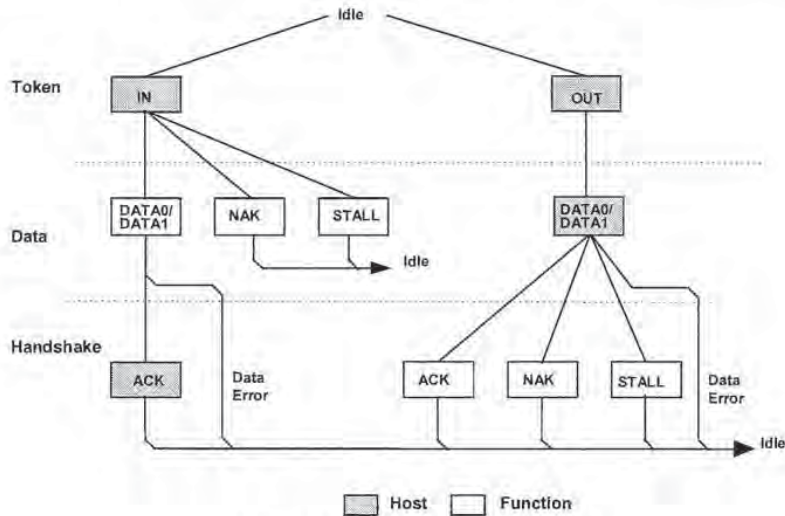 Idle
Token
IN
OUT
DATA0/
DATA1
NAK
STALL
DATA0/
DATA1
Data
Idle
Handshake
ACK
Data
Error
ACK
NAK
STALL
Data
Error
Idle
Host
Function